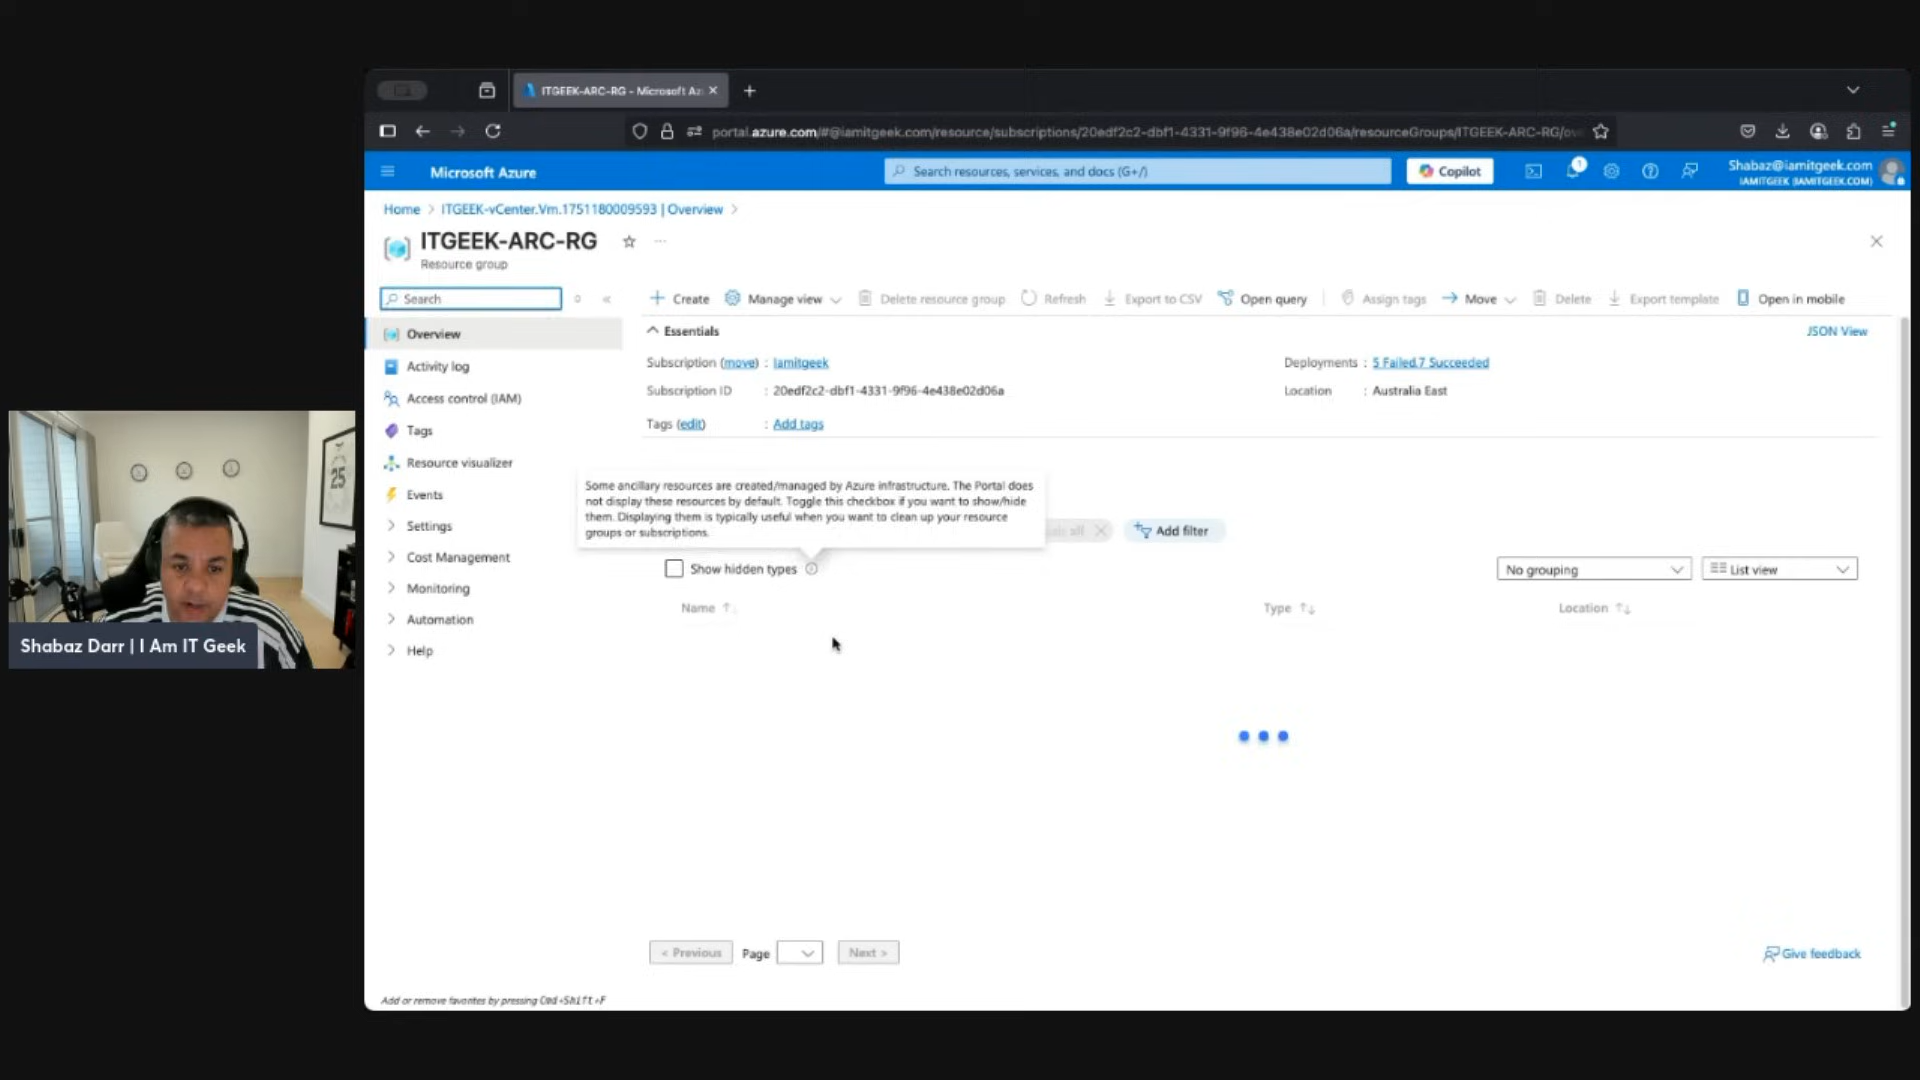 ITGEEK-ARC-RG - Microsoft Az
portal.azure.com/#@iamitgeek.com/resource/subscriptions/20edf2c2-dbf1-4331-9f96-4e438e02d06a/resourceGroups/ITGEEK-ARC-RG/ov
Microsoft Azure
Search resources, services, and docs (G+/)
Copilot
1
Shabaz@iamitgeek.com
IAMITGEEK (IAMITGEEK.COM)
Home > ITGEEK-vCenter.Vm.1751180009593 | Overview >
ITGEEK-ARC-RG
Resource group
Search
Create
Manage view
Delete resource group
Refresh
Export to CSV
Open query
Assign tags
Move
Delete
Export template
Open in mobile
Overview
Activity log
Access control (IAM)
Tags
Resource visualizer
Events
Settings
Cost Management
Monitoring
Automation
Help
Essentials
JSON View
Subscription (move) : Iamitgeek
Deployments : 5 Failed,7 Succeeded
Subscription ID : 20edf2c2-dbf1-4331-9f96-4e438e02d06a
Location : Australia East
Tags (edit) : Add tags
Some ancillary resources are created/managed by Azure infrastructure. The Portal does
not display these resources by default. Toggle this checkbox if you want to show/hide
them. Displaying them is typically useful when you want to clean up your resource
groups or subscriptions.
all
Add filter
Show hidden types
No grouping
List view
Name
Type
Location
< Previous
Page
Next >
Give feedback
Add or remove favorites by pressing Cmd+Shift+F
25
Shabaz Darr | I Am IT Geek